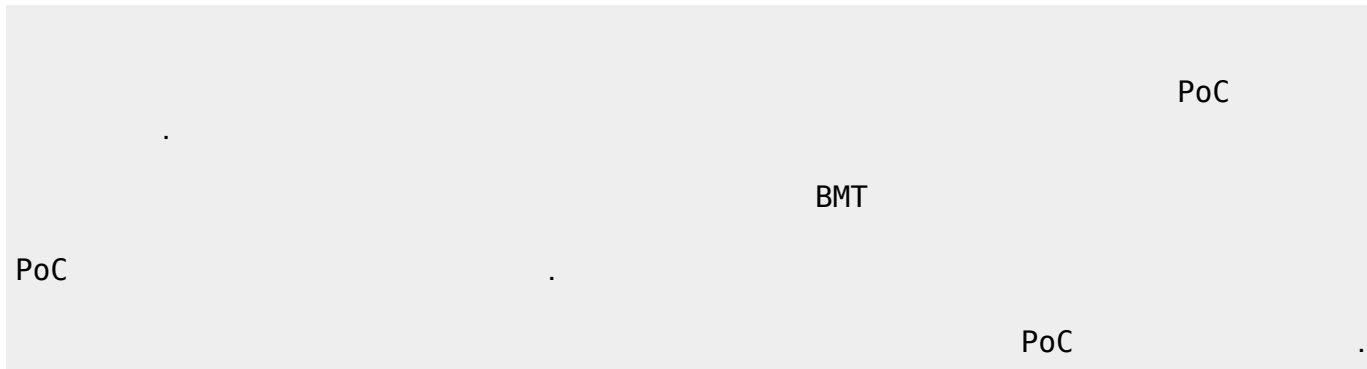 PoC
.
BMT
PoC .
PoC .